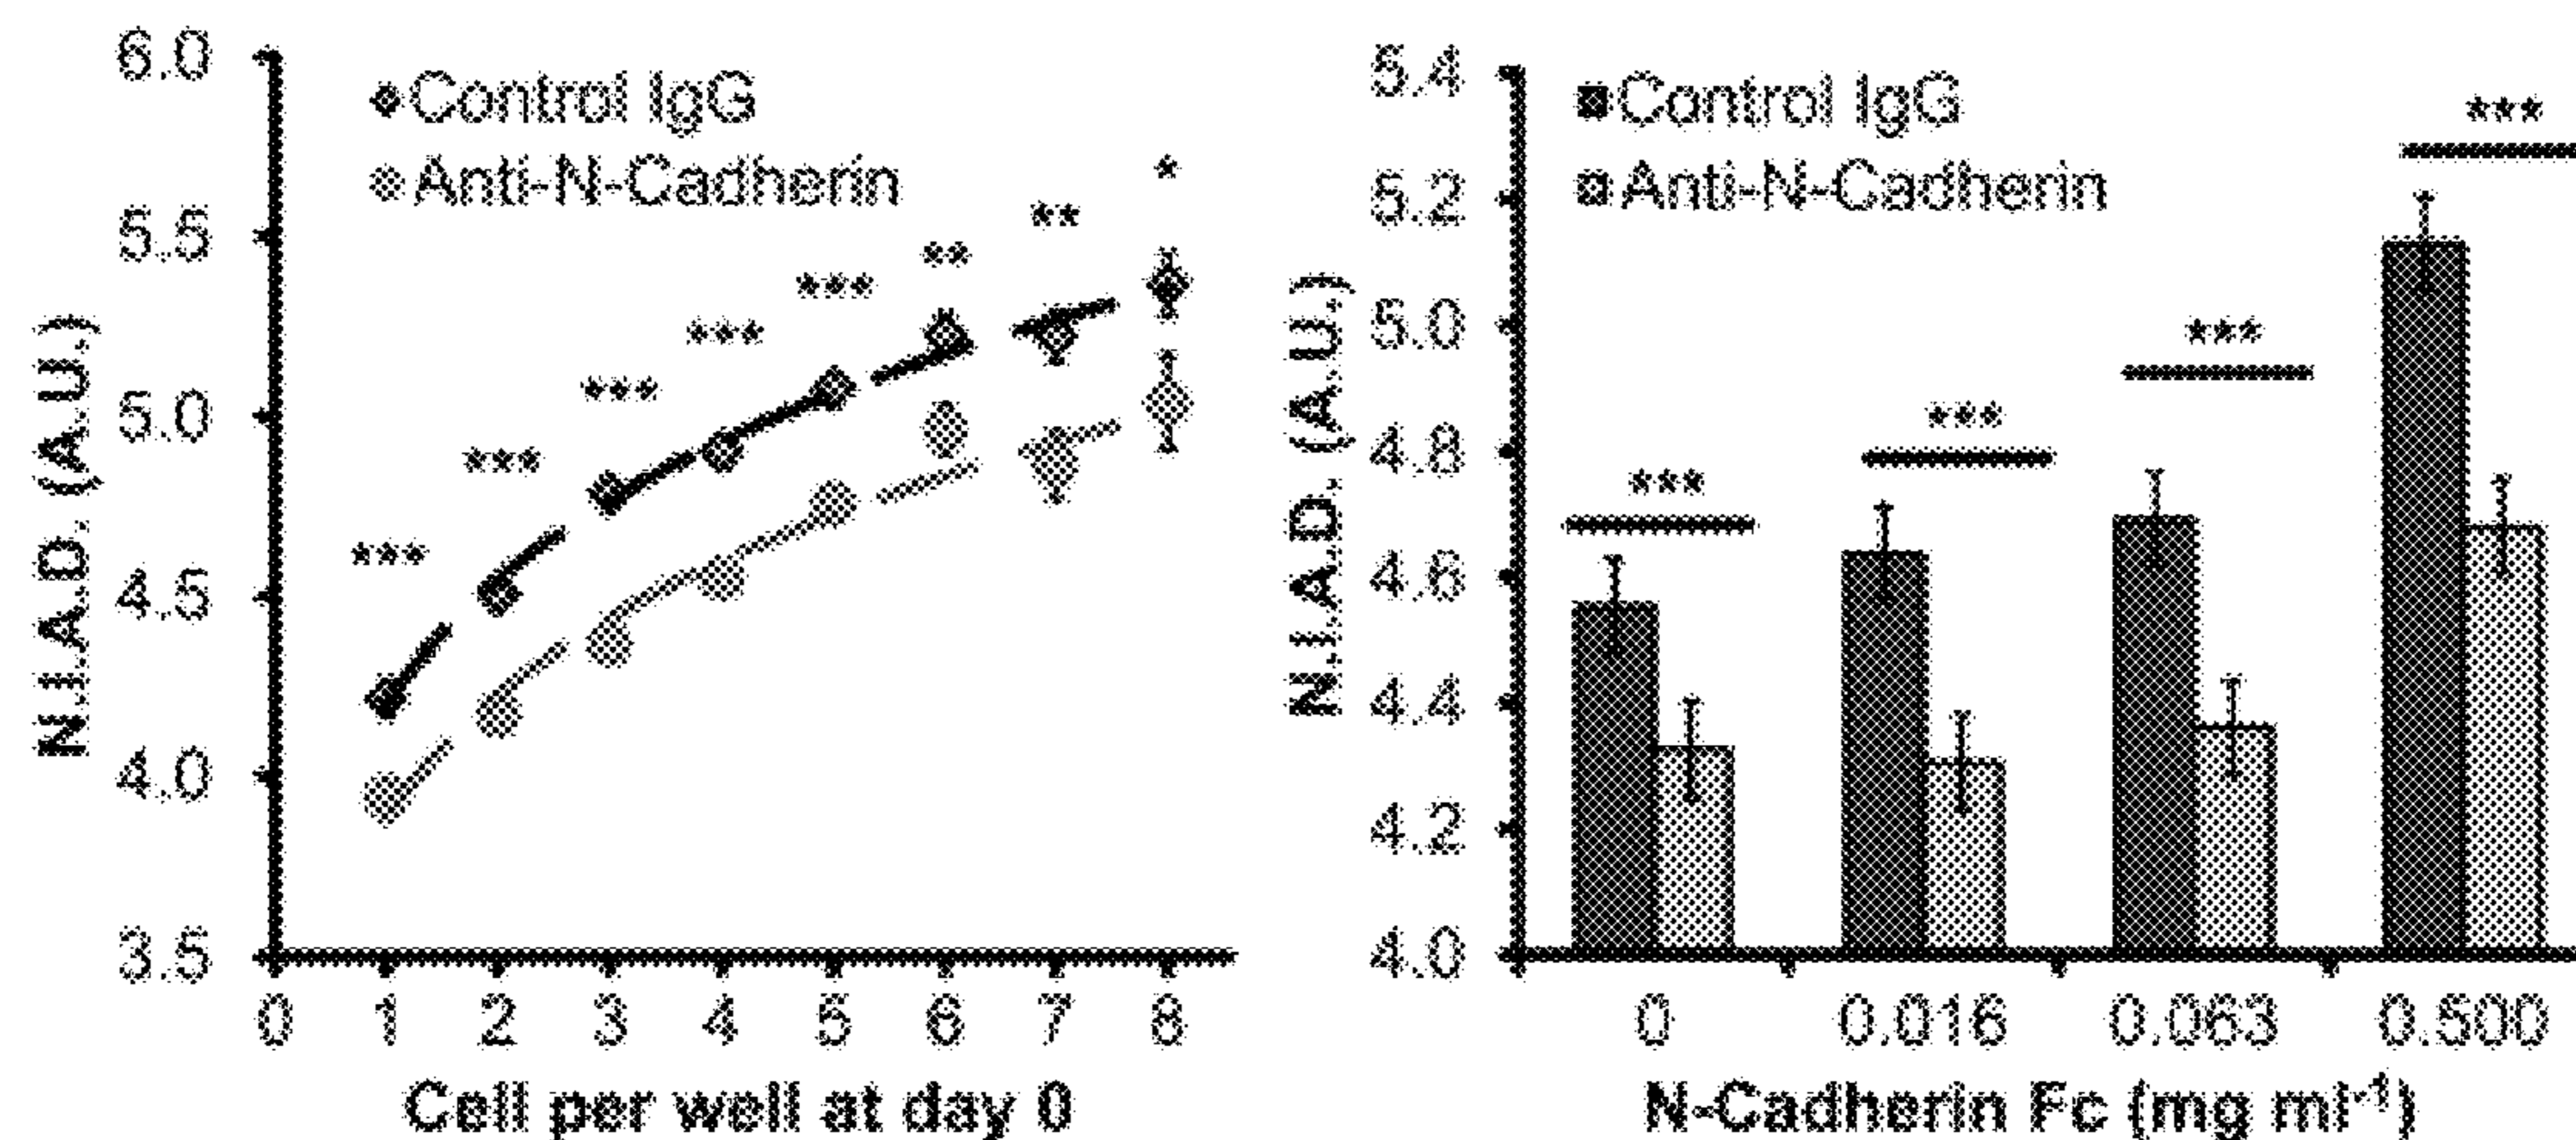 6.0
5.5
5.0
4.5
4.0
3.5
N.I.A.D. (A.U.)
Control IgG
Anti-N-Cadherin
***
***
***
***
***
**
**
*
0 1 2 3 4 5 6 7 8
Cell per well at day 0
5.4
5.2
5.0
4.8
4.6
4.4
4.2
4.0
N.I.A.D. (A.U.)
Control IgG
Anti-N-Cadherin
***
***
***
***
0 0.016 0.063 0.500
N-Cadherin Fc (mg ml⁻¹)